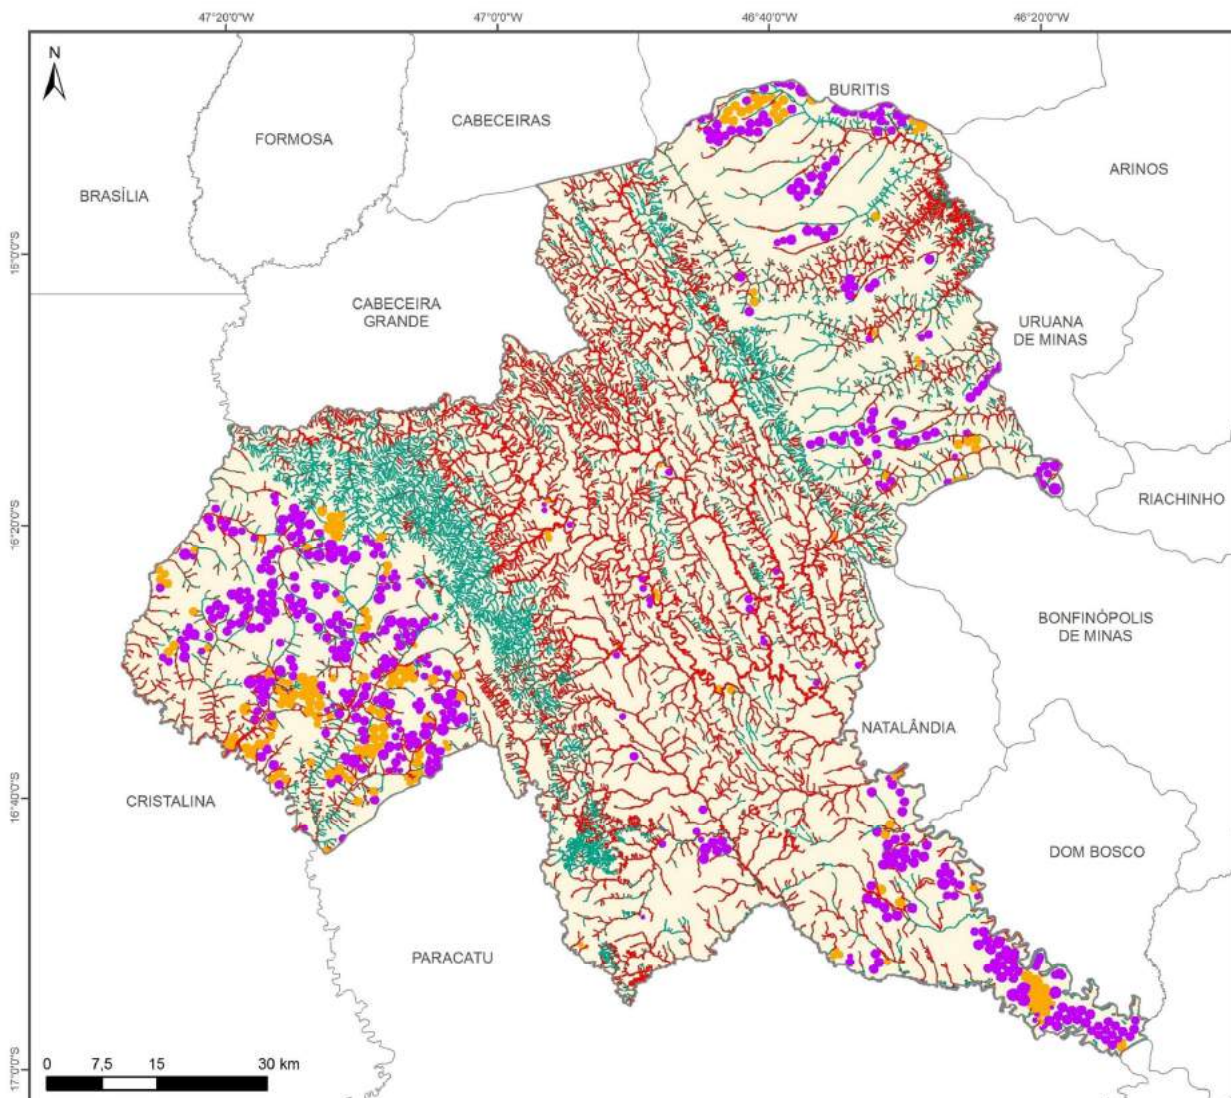 47°20'0"W
47°0'0"W
46°40'0"W
46°20'0"W
N
BURITIS
CABECEIRAS
FORMOSA
ARINOS
BRASÍLIA
16°0'0"S
CABECEIRA
GRANDE
URUANA
DE MINAS
RIACHINHO
16°20'0"S
BONFINÓPOLIS
DE MINAS
NATALÂNDIA
16°40'0"S
CRISTALINA
DOM BOSCO
PARACATU
0 7,5 15 30 km
17°0'0"S